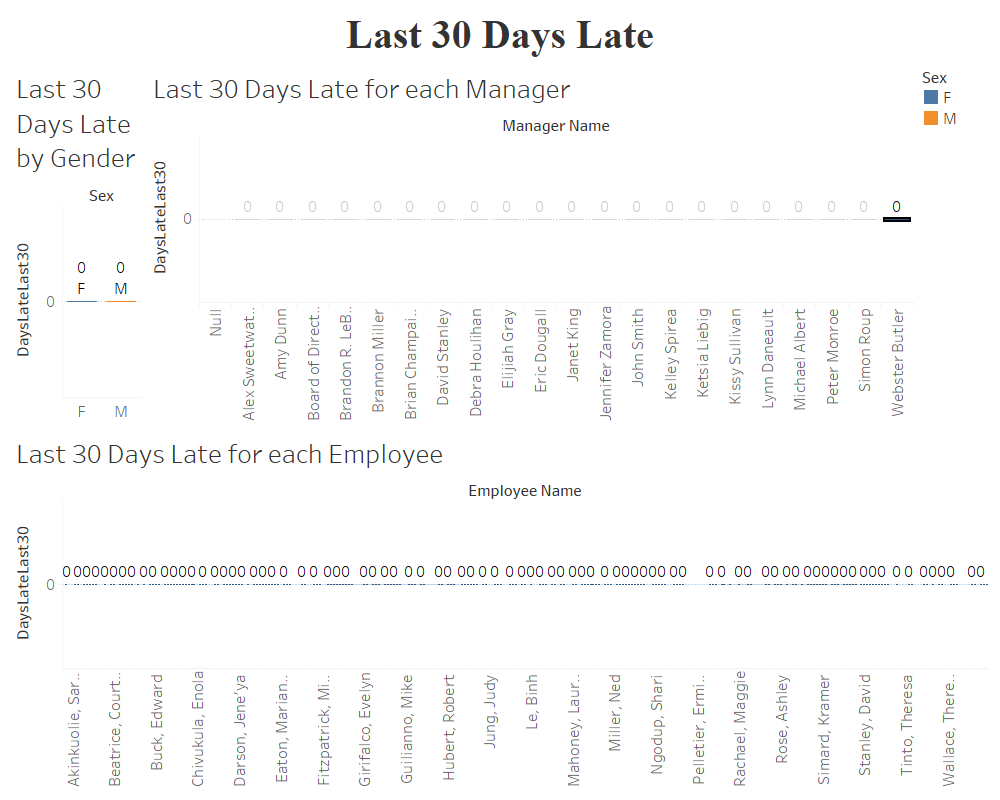 Last 30 Days Late
Last 30
Days Late
by Gender
Sex
DaysLateLast30
0
0 0
F M
F M
Last 30 Days Late for each Manager
Manager Name
DaysLateLast30
0
0 0 0 0 0 0 0 0 0 0 0 0 0 0 0 0 0 0 0 0 0
Null
Alex Sweetwat..
Amy Dunn
Board of Direct..
Brandon R. LeB..
Brannon Miller
Brian Champai..
David Stanley
Debra Houlihan
Elijiah Gray
Eric Dougall
Janet King
Jennifer Zamora
John Smith
Kelley Spirea
Ketsia Liebig
Kissy Sullivan
Lynn Daneault
Michael Albert
Peter Monroe
Simon Roup
Webster Butler
Sex
F
M
Last 30 Days Late for each Employee
Employee Name
DaysLateLast30
0
0 0000000 00 0000 0 0000 000 0 0 0 000 00 00 0 0 00 00 0 0 0 000 000 0 000000 00 0 0 00 00 00 000000 000 0 0 0000 00
Akinkuolie, Sar..
Beatrice, Court..
Buck, Edward
Chivukula, Enola
Darson, Jene'ya
Eaton, Marian..
Fitzpatrick, Mi..
Girifalco, Evelyn
Guilianno, Mike
Hubert, Robert
Jung, Judy
Le, Binh
Mahoney, Laur..
Miller, Ned
Ngodup, Shari
Pelletier, Ermi..
Rachael, Maggie
Rose, Ashley
Simard, Kramer
Stanley, David
Tinto, Theresa
Wallace, There..